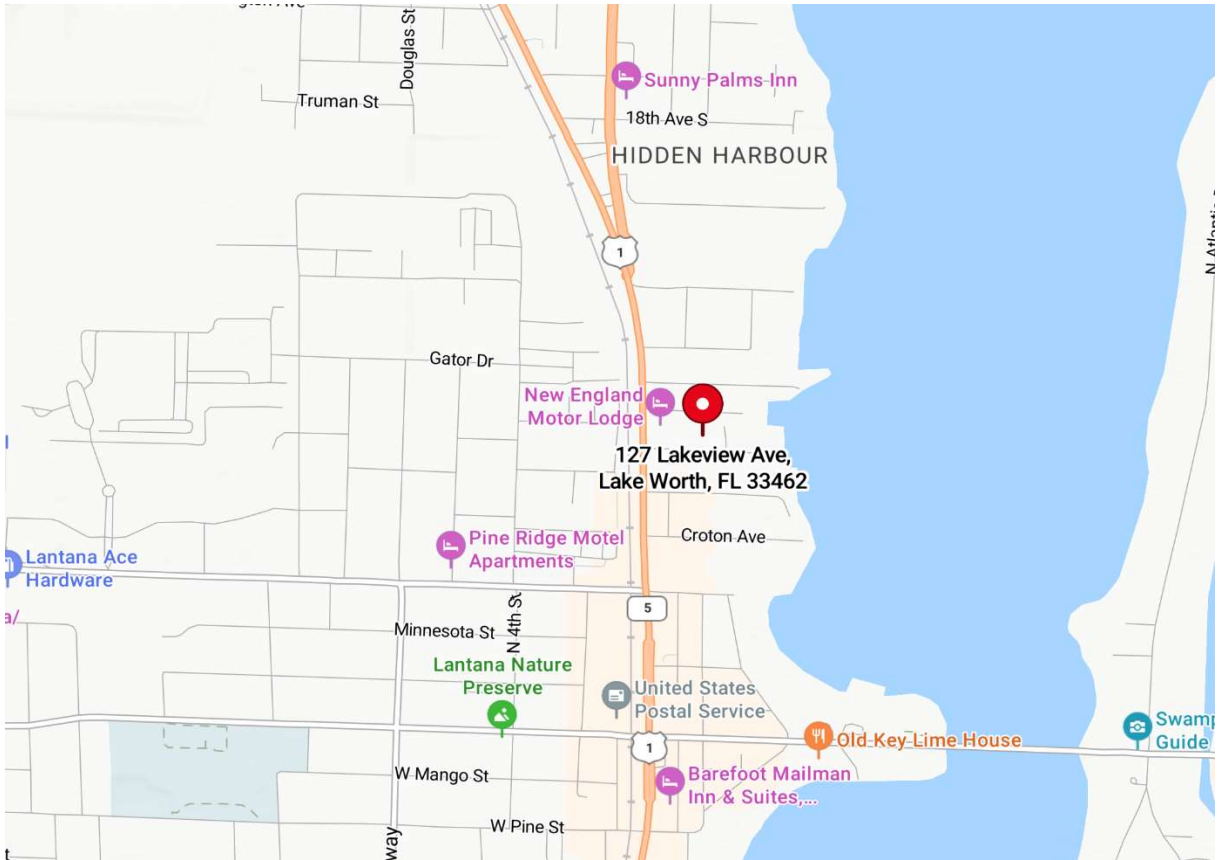 Douglas St
Truman St
Sunny Palms Inn
18th Ave S
HIDDEN HARBOUR
1
N Atlantic
Gator Dr
New England
Motor Lodge
127 Lakeview Ave,
Lake Worth, FL 33462
Croton Ave
Pine Ridge Motel
Apartments
Lantana Ace
Hardware
a/
5
N 4th St
Minnesota St
Lantana Nature
Preserve
United States
Postal Service
1
Old Key Lime House
Swamp
Guide
W Mango St
Barefoot Mailman
Inn & Suites,...
W Pine St
way